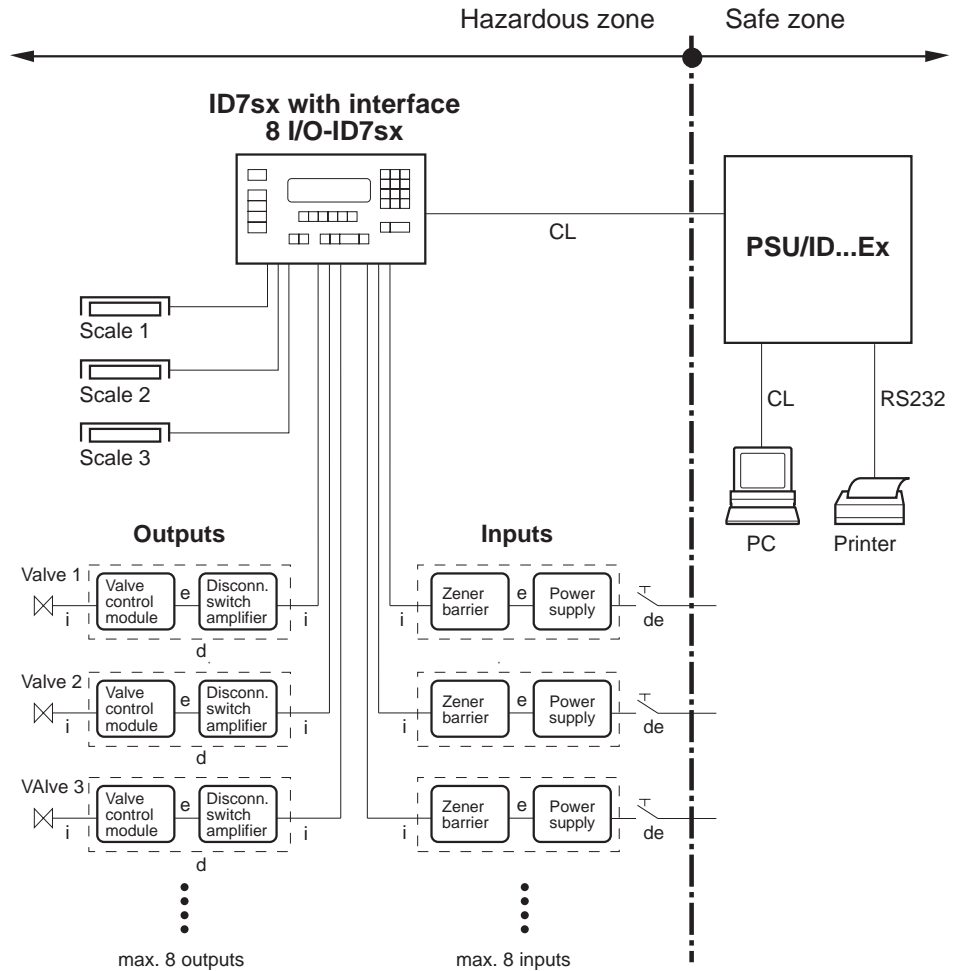 Hazardous zone Safe zone
ID7sx with interface
8 I/O-ID7sx
CL
PSU/ID...Ex
Scale 1
Scale 2
Scale 3
CL
RS232
PC
Printer
Outputs
Inputs
Valve 1
Valve
control
module
e
Disconn.
switch
amplifier
i
i
d
Zener
barrier
e
Power
supply
i
de
Valve 2
Valve
control
module
e
Disconn.
switch
amplifier
i
i
d
Zener
barrier
e
Power
supply
i
de
VAlve 3
Valve
control
module
e
Disconn.
switch
amplifier
i
i
d
Zener
barrier
e
Power
supply
i
de
max. 8 outputs
max. 8 inputs